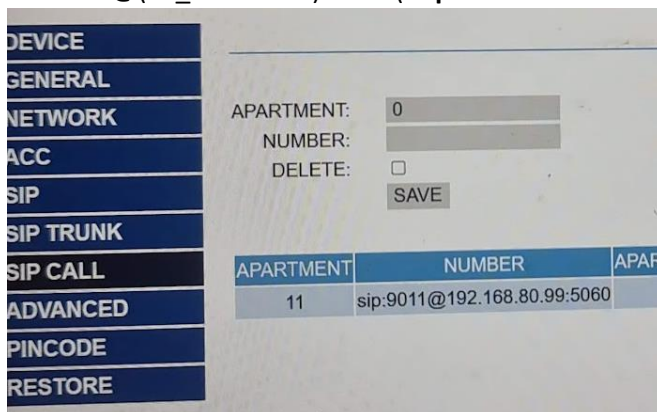 DEVICE
GENERAL
NETWORK
ACC
SIP
SIP TRUNK
SIP CALL
ADVANCED
PINCODE
RESTORE
APARTMENT: 0
NUMBER:
DELETE:
SAVE
APARTMENT NUMBER
11 sip:9011@192.168.80.99:5060